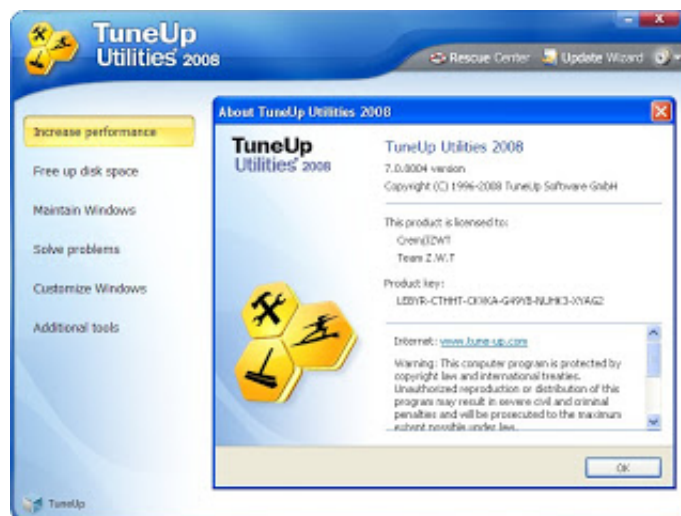 TuneUp
Utilities 2008
Rescue Center
Update Wizard
Increase performance
Free up disk space
Maintain Windows
Solve problems
Customize Windows
Additional tools
TuneUp
About TuneUp Utilities 2008
TuneUp
Utilities 2008
TuneUp Utilities 2008
7.0.8004 version
Copyright (C) 1996-2008 TuneUp Software GmbH
This product is licensed to:
Team Z.W.T
Product key:
Internet: www.tune-up.com
Warning: This computer program is protected by
copyright law and international treaties.
Unauthorized reproduction or distribution of this
program may result in severe civil and criminal
penalties and will be prosecuted to the maximum
extent possible under law.
OK